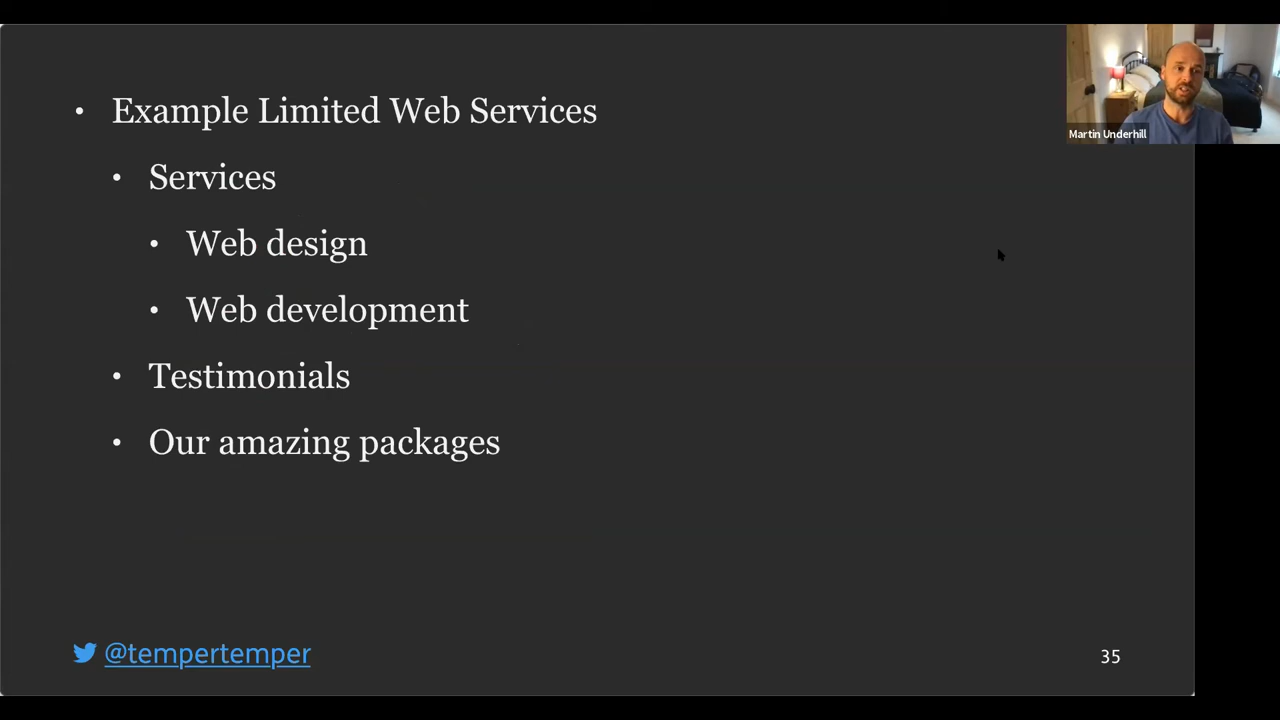 • Example Limited Web Services
• Services
• Web design
• Web development
• Testimonials
• Our amazing packages
@tempertemper
35
Martin Underhill